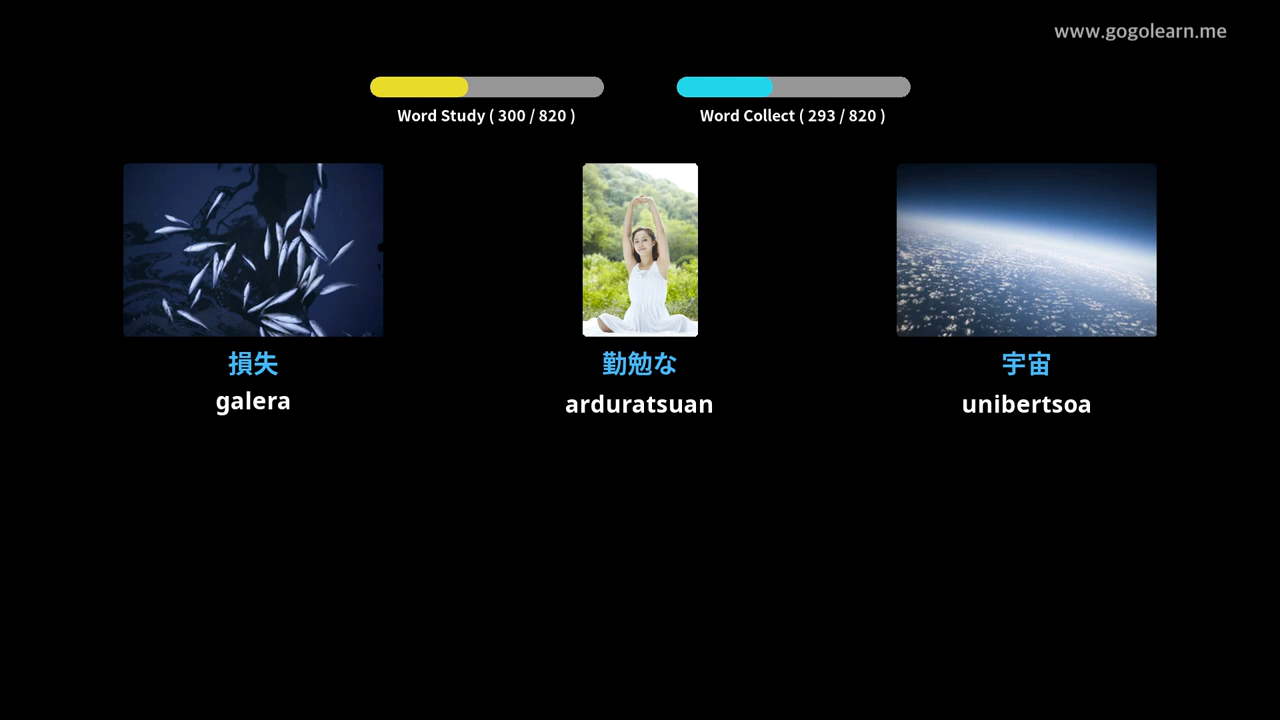 www.gogolearn.me
Word Study ( 300 / 820 )
Word Collect ( 293 / 820 )
損失
galera
勤勉な
arduratsuan
宇宙
unibertsoa